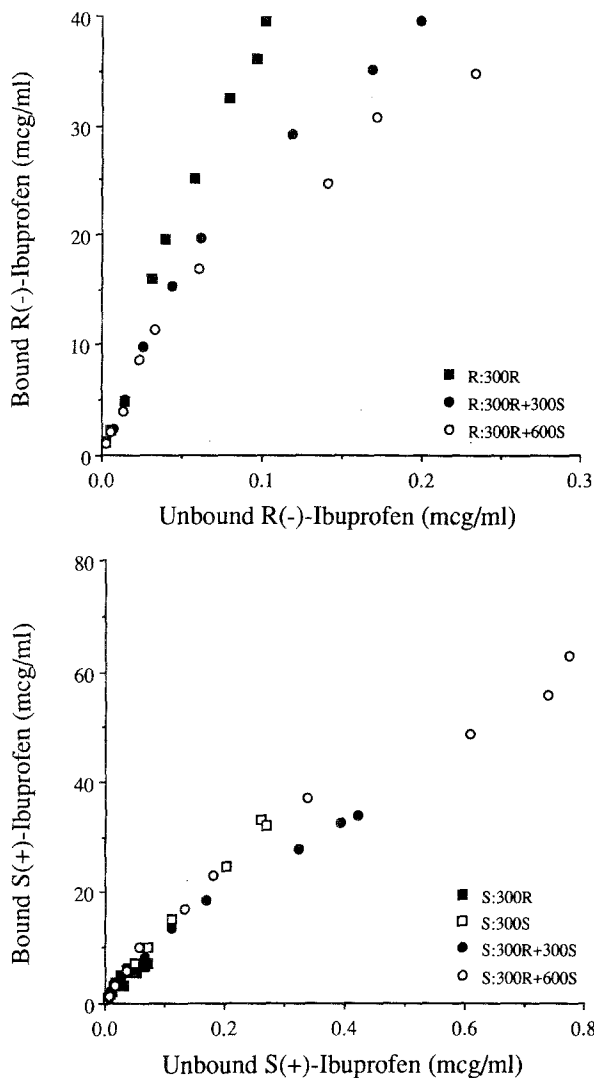 40
30
20
10
0
0.0 0.1 0.2 0.3
Bound R(-)-Ibuprofen (mcg/ml)
R:300R
R:300R+300S
R:300R+600S
Unbound R(-)-Ibuprofen (mcg/ml)
80
60
40
20
0
0.0 0.2 0.4 0.6 0.8
Bound S(+)-Ibuprofen (mcg/ml)
S:300R
S:300S
S:300R+300S
S:300R+600S
Unbound S(+)-Ibuprofen (mcg/ml)